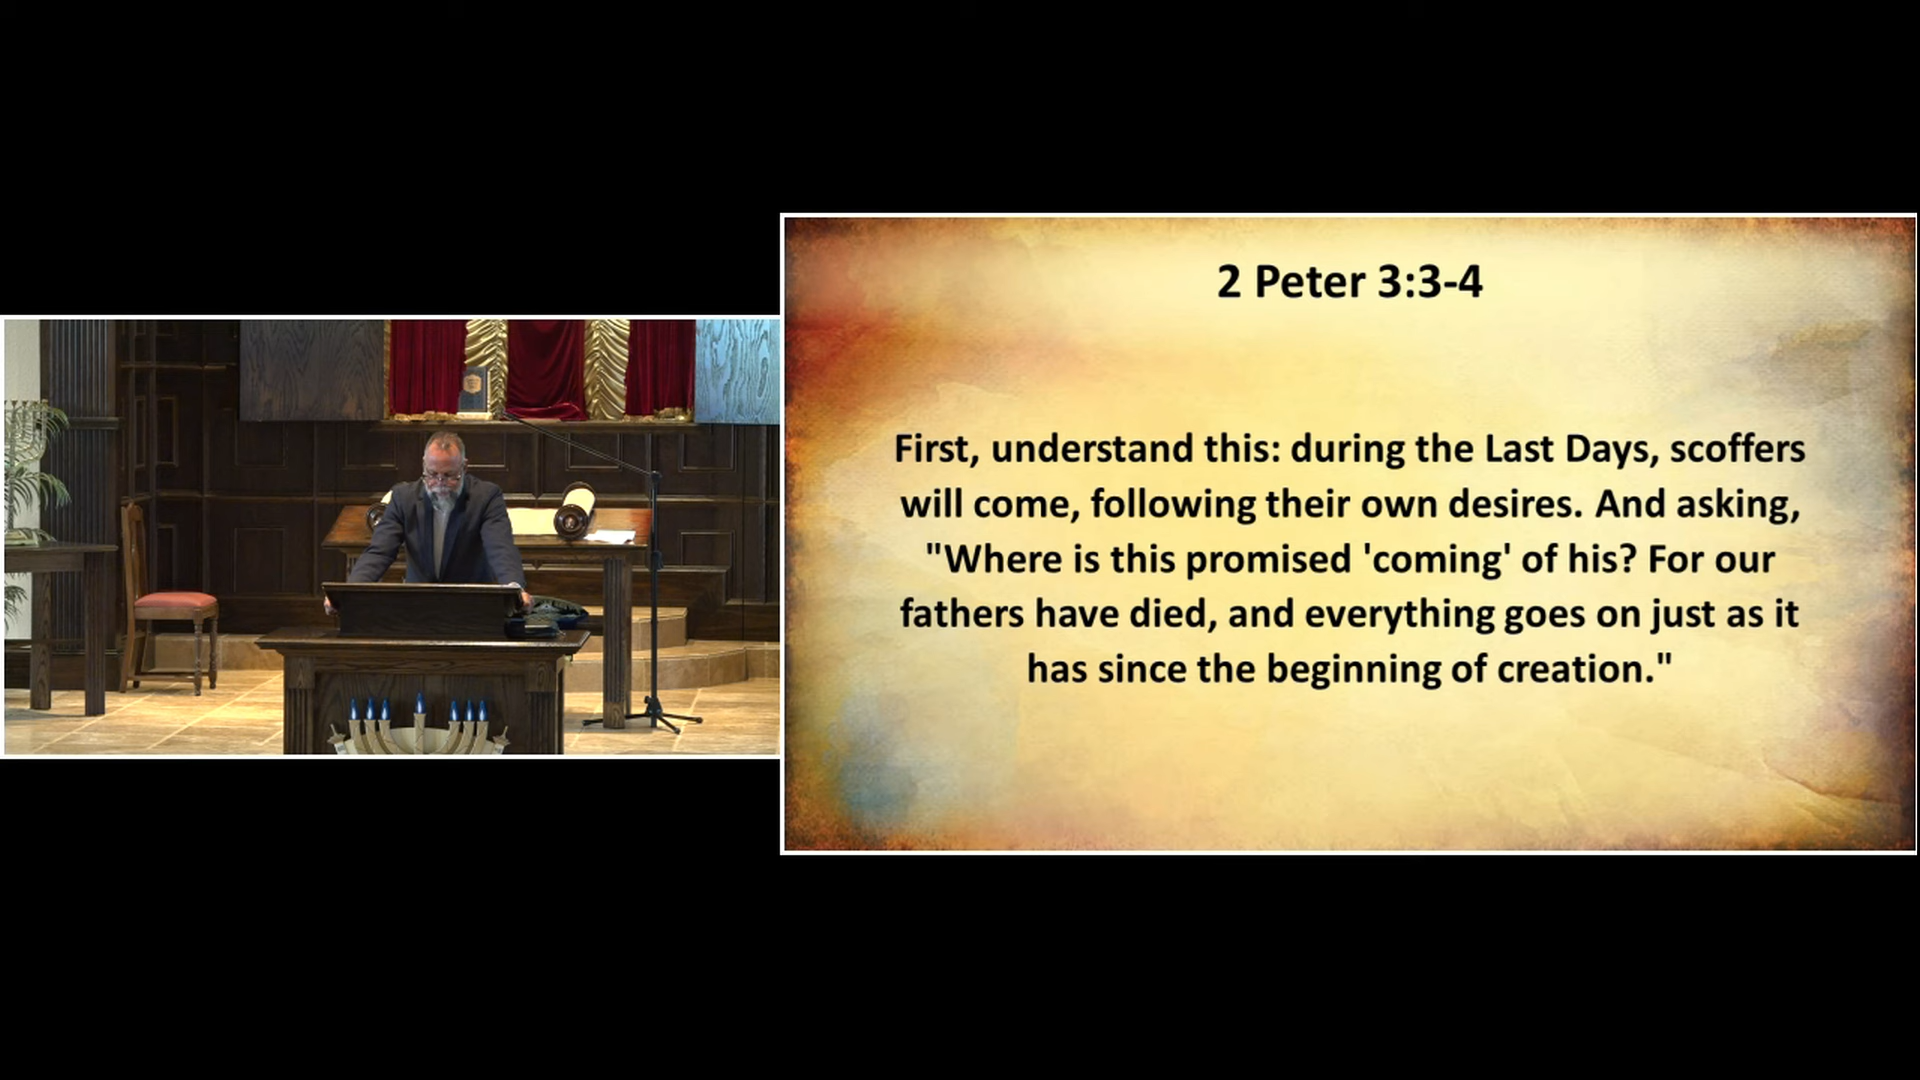 2 Peter 3:3-4
First, understand this: during the Last Days, scoffers
will come, following their own desires. And asking,
"Where is this promised 'coming' of his? For our
fathers have died, and everything goes on just as it
has since the beginning of creation."